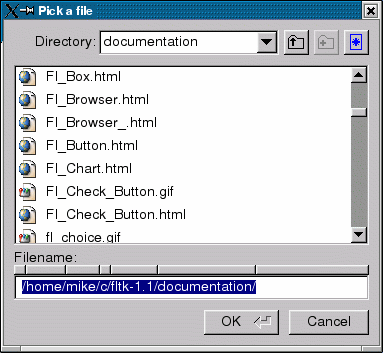 Pick a file
Directory: documentation
Fl_Box.html
Fl_Browser.html
Fl_Browser_.html
Fl_Button.html
Fl_Chart.html
Fl_Check_Button.gif
Fl_Check_Button.html
fl_choice.gif
Filename:
/home/mike/c/fltk-1.1/documentation/
OK Cancel